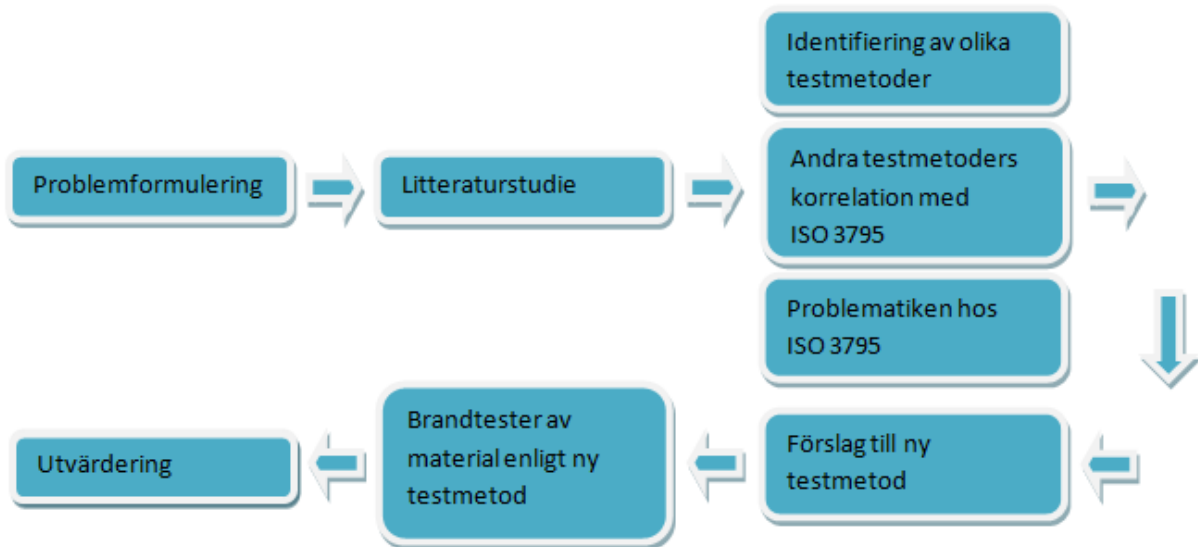 Problemformulering
Litteraturstudie
Identifiering av olika
testmetoder
Andra testmetoders
korrelation med
ISO 3795
Problematiken hos
ISO 3795
Förslag till ny
testmetod
Brandtester av
material enligt ny
testmetod
Utvärdering